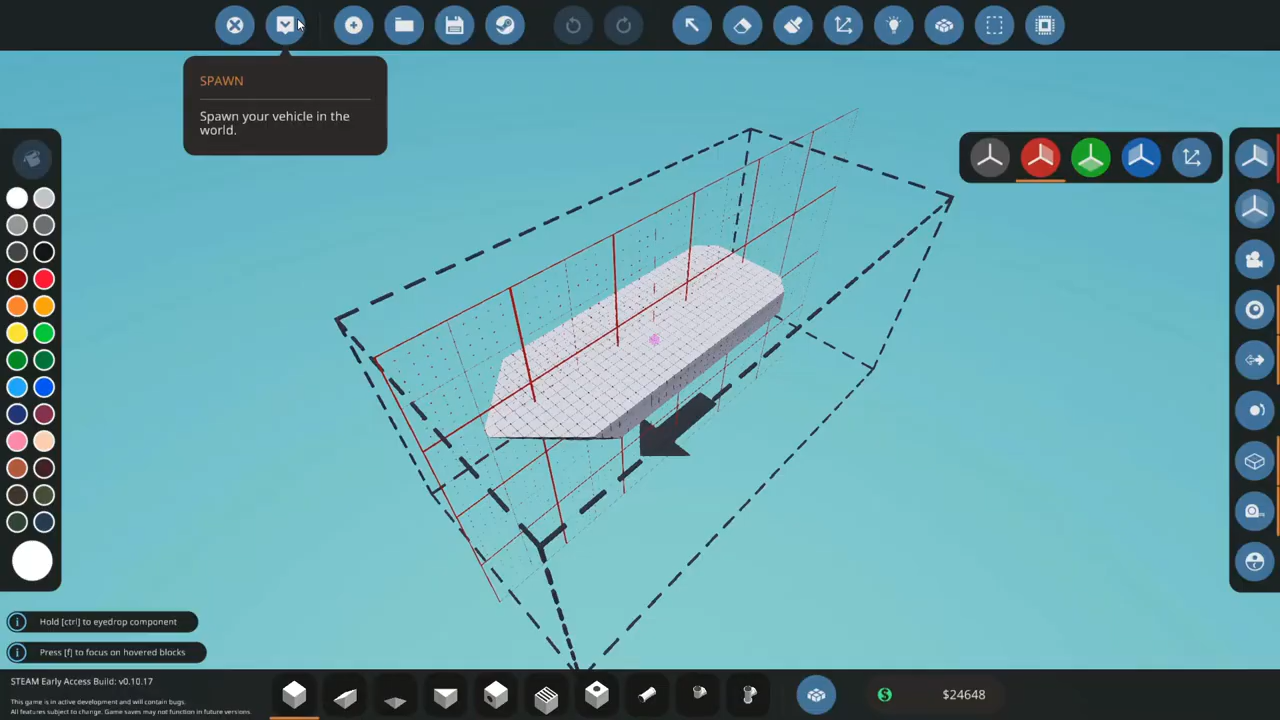 SPAWN
Spawn your vehicle in the
world.
Hold [ctrl] to eyedrop component
Press [f] to focus on hovered blocks
STEAM Early Access Build: v0.10.17
This game is in active development and will contain bugs.
All features subject to change. Game saves may not function in future versions.
$ $24648